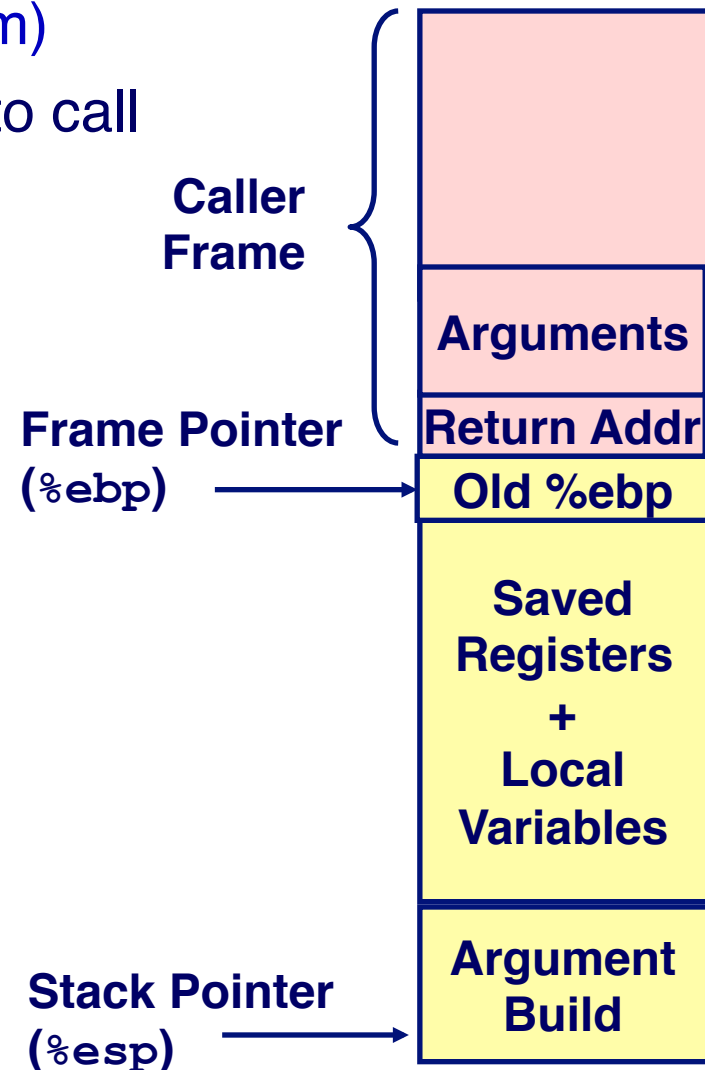 m)
to call
Caller
Frame
Arguments
Return Addr
Frame Pointer
(%ebp)
Old %ebp
Saved
Registers
+
Local
Variables
Argument
Build
Stack Pointer
(%esp)